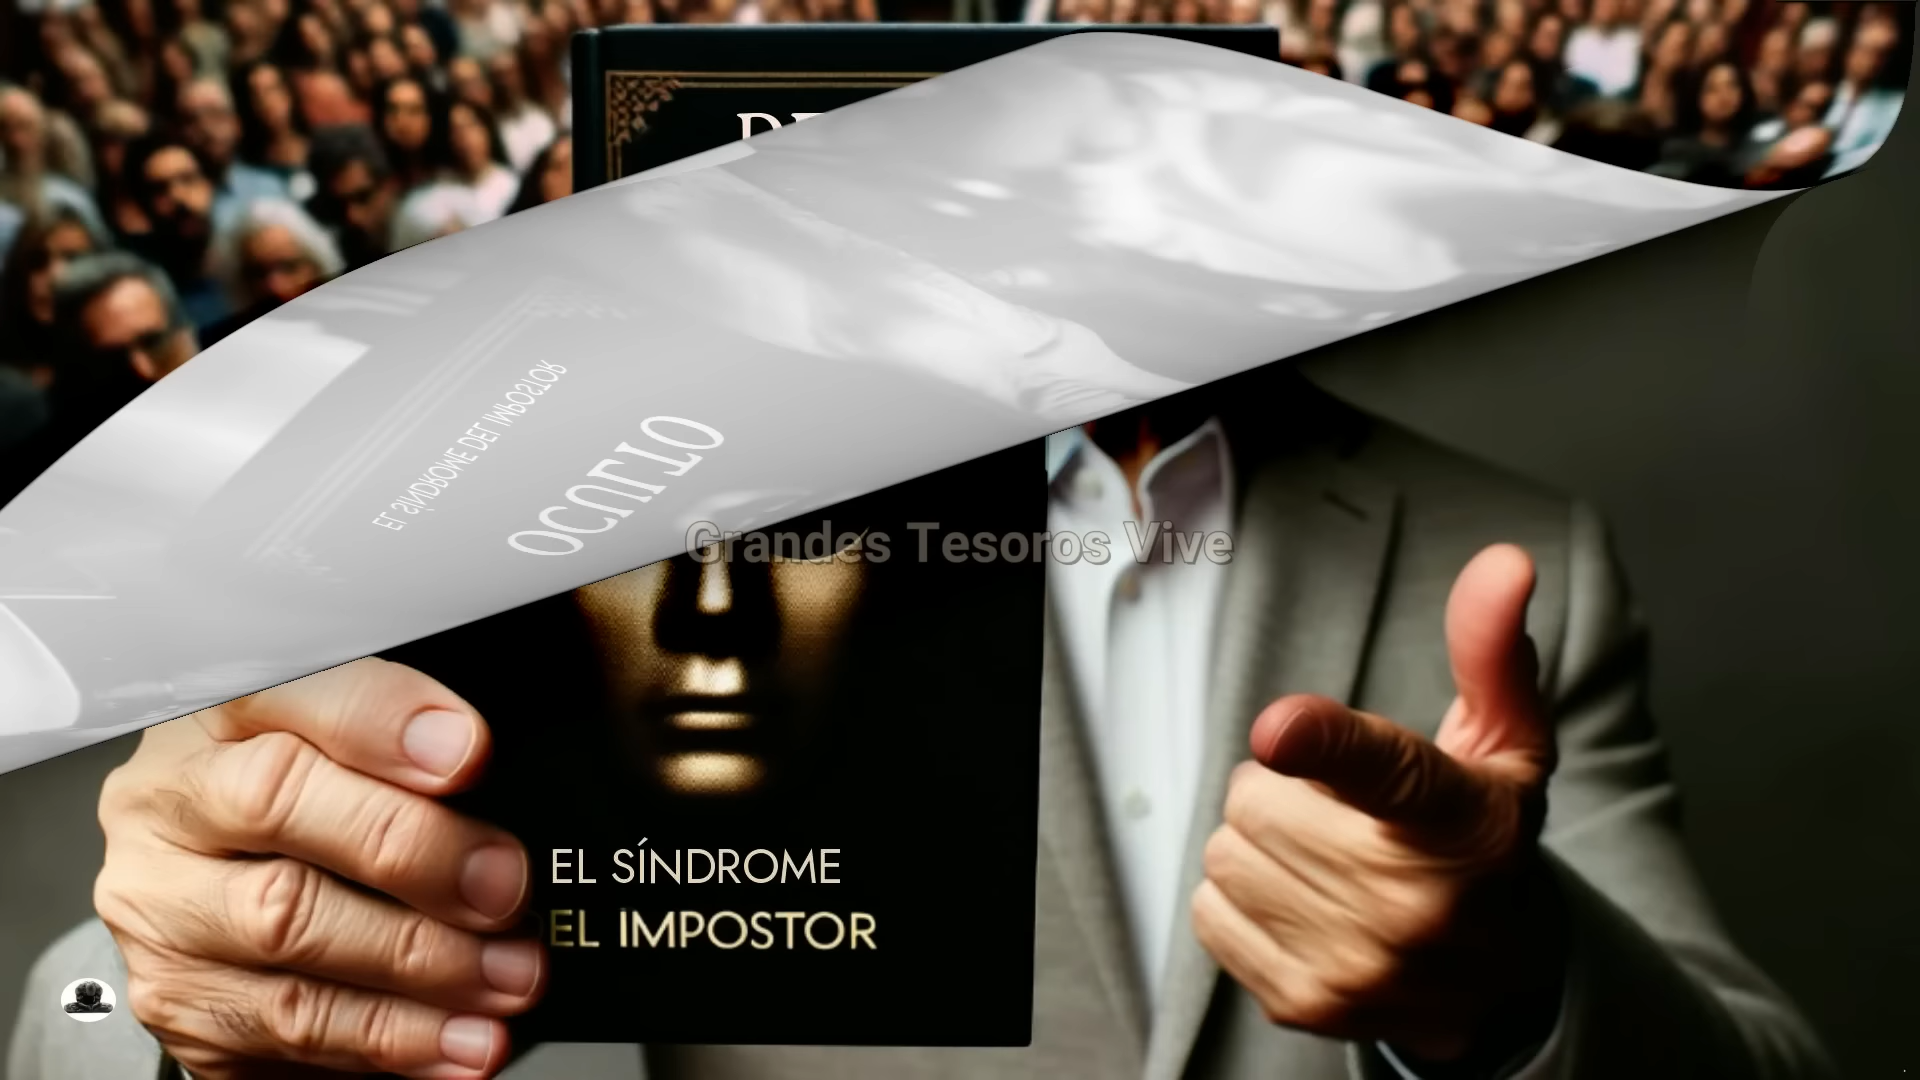 EL SÍNDROME DEL IMPOSTOR
OCULTO
Grandes Tesoros Vive
EL SÍNDROME
DEL IMPOSTOR